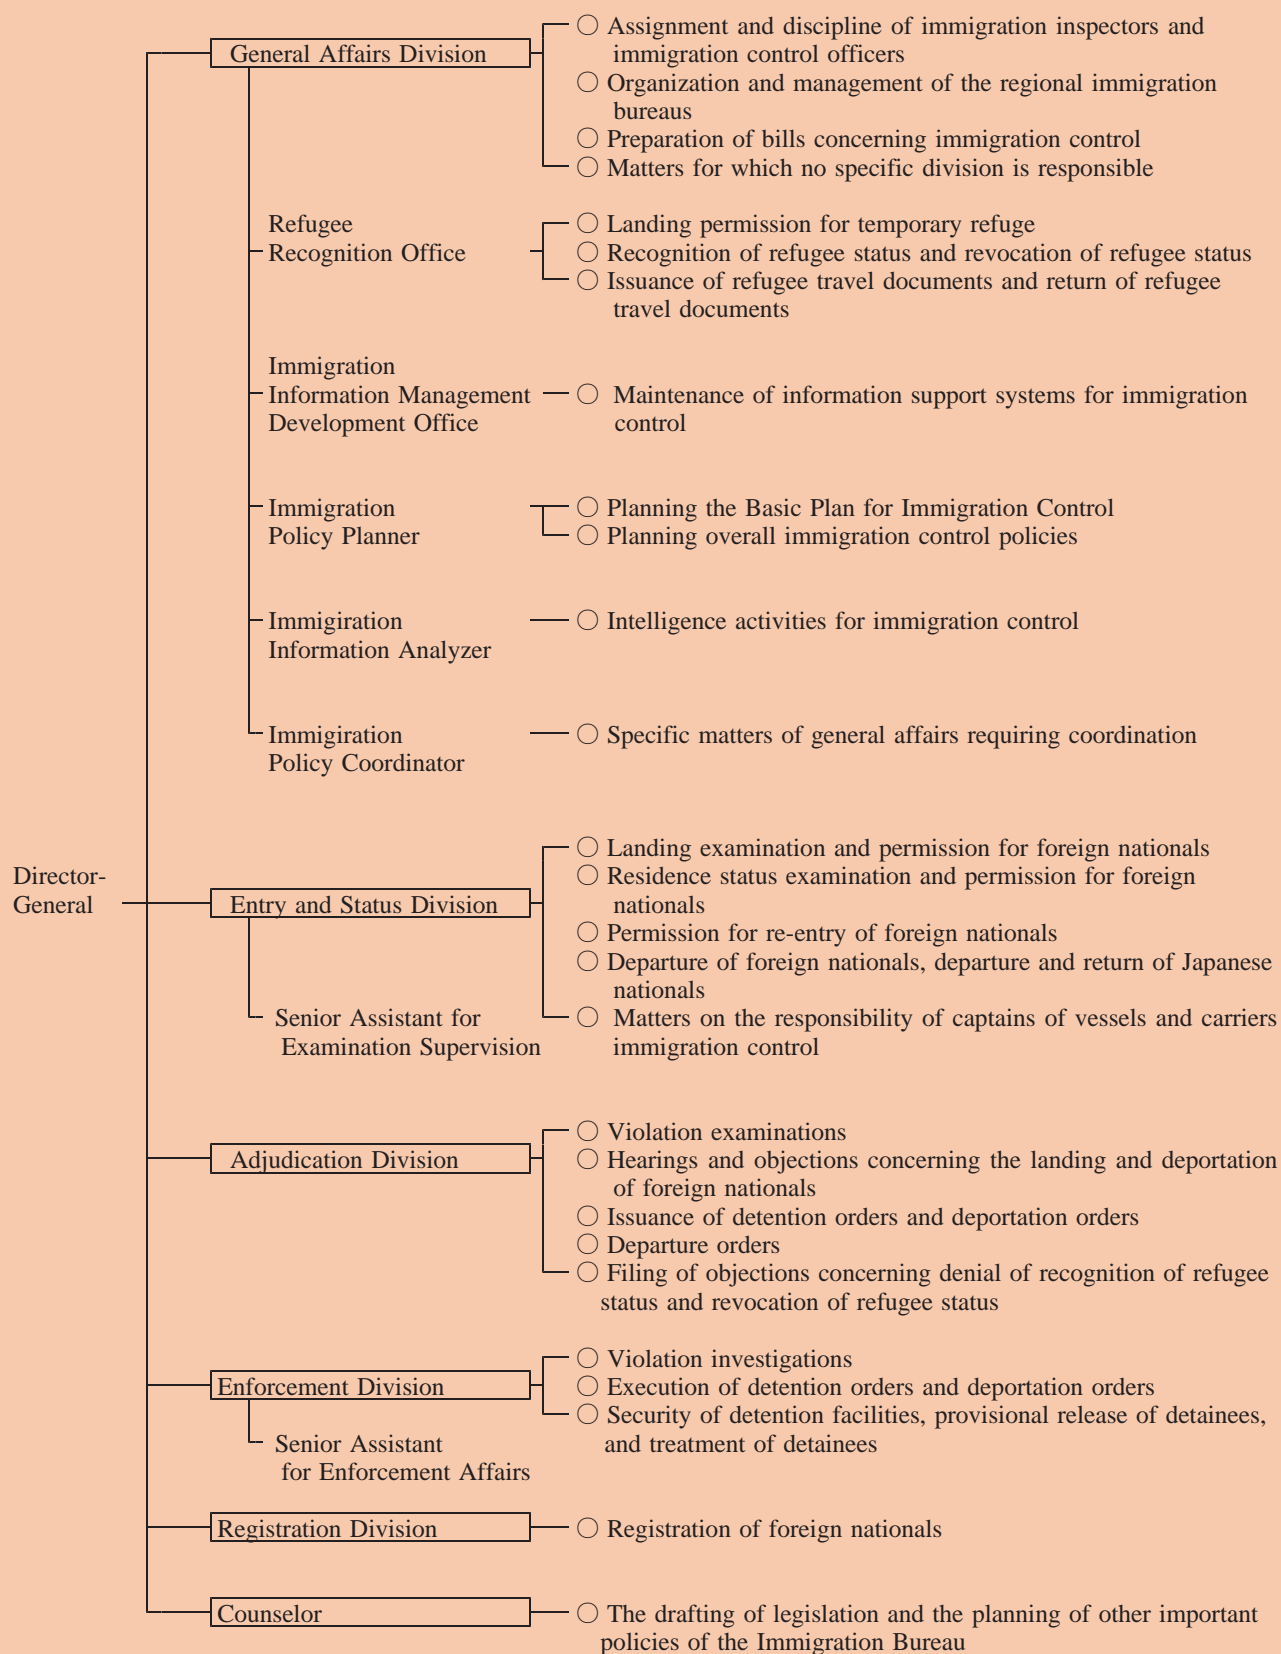 ○ Assignment and discipline of immigration inspectors and
immigration control officers
General Affairs Division
○ Organization and management of the regional immigration
bureaus
○ Preparation of bills concerning immigration control
○ Matters for which no specific division is responsible
Refugee
Recognition Office
○ Landing permission for temporary refuge
○ Recognition of refugee status and revocation of refugee status
○ Issuance of refugee travel documents and return of refugee
travel documents
Immigration
Information Management
Development Office
○ Maintenance of information support systems for immigration
control
Immigration
Policy Planner
○ Planning the Basic Plan for Immigration Control
○ Planning overall immigration control policies
Immigiration
Information Analyzer
○ Intelligence activities for immigration control
Immigiration
Policy Coordinator
○ Specific matters of general affairs requiring coordination
Director-
General
Entry and Status Division
○ Landing examination and permission for foreign nationals
○ Residence status examination and permission for foreign
nationals
○ Permission for re-entry of foreign nationals
○ Departure of foreign nationals, departure and return of Japanese
nationals
Senior Assistant for
Examination Supervision
○ Matters on the responsibility of captains of vessels and carriers
immigration control
Adjudication Division
○ Violation examinations
○ Hearings and objections concerning the landing and deportation
of foreign nationals
○ Issuance of detention orders and deportation orders
○ Departure orders
○ Filing of objections concerning denial of recognition of refugee
status and revocation of refugee status
Enforcement Division
○ Violation investigations
○ Execution of detention orders and deportation orders
○ Security of detention facilities, provisional release of detainees,
and treatment of detainees
Senior Assistant
for Enforcement Affairs
Registration Division
○ Registration of foreign nationals
Counselor
○ The drafting of legislation and the planning of other important
policies of the Immigration Bureau